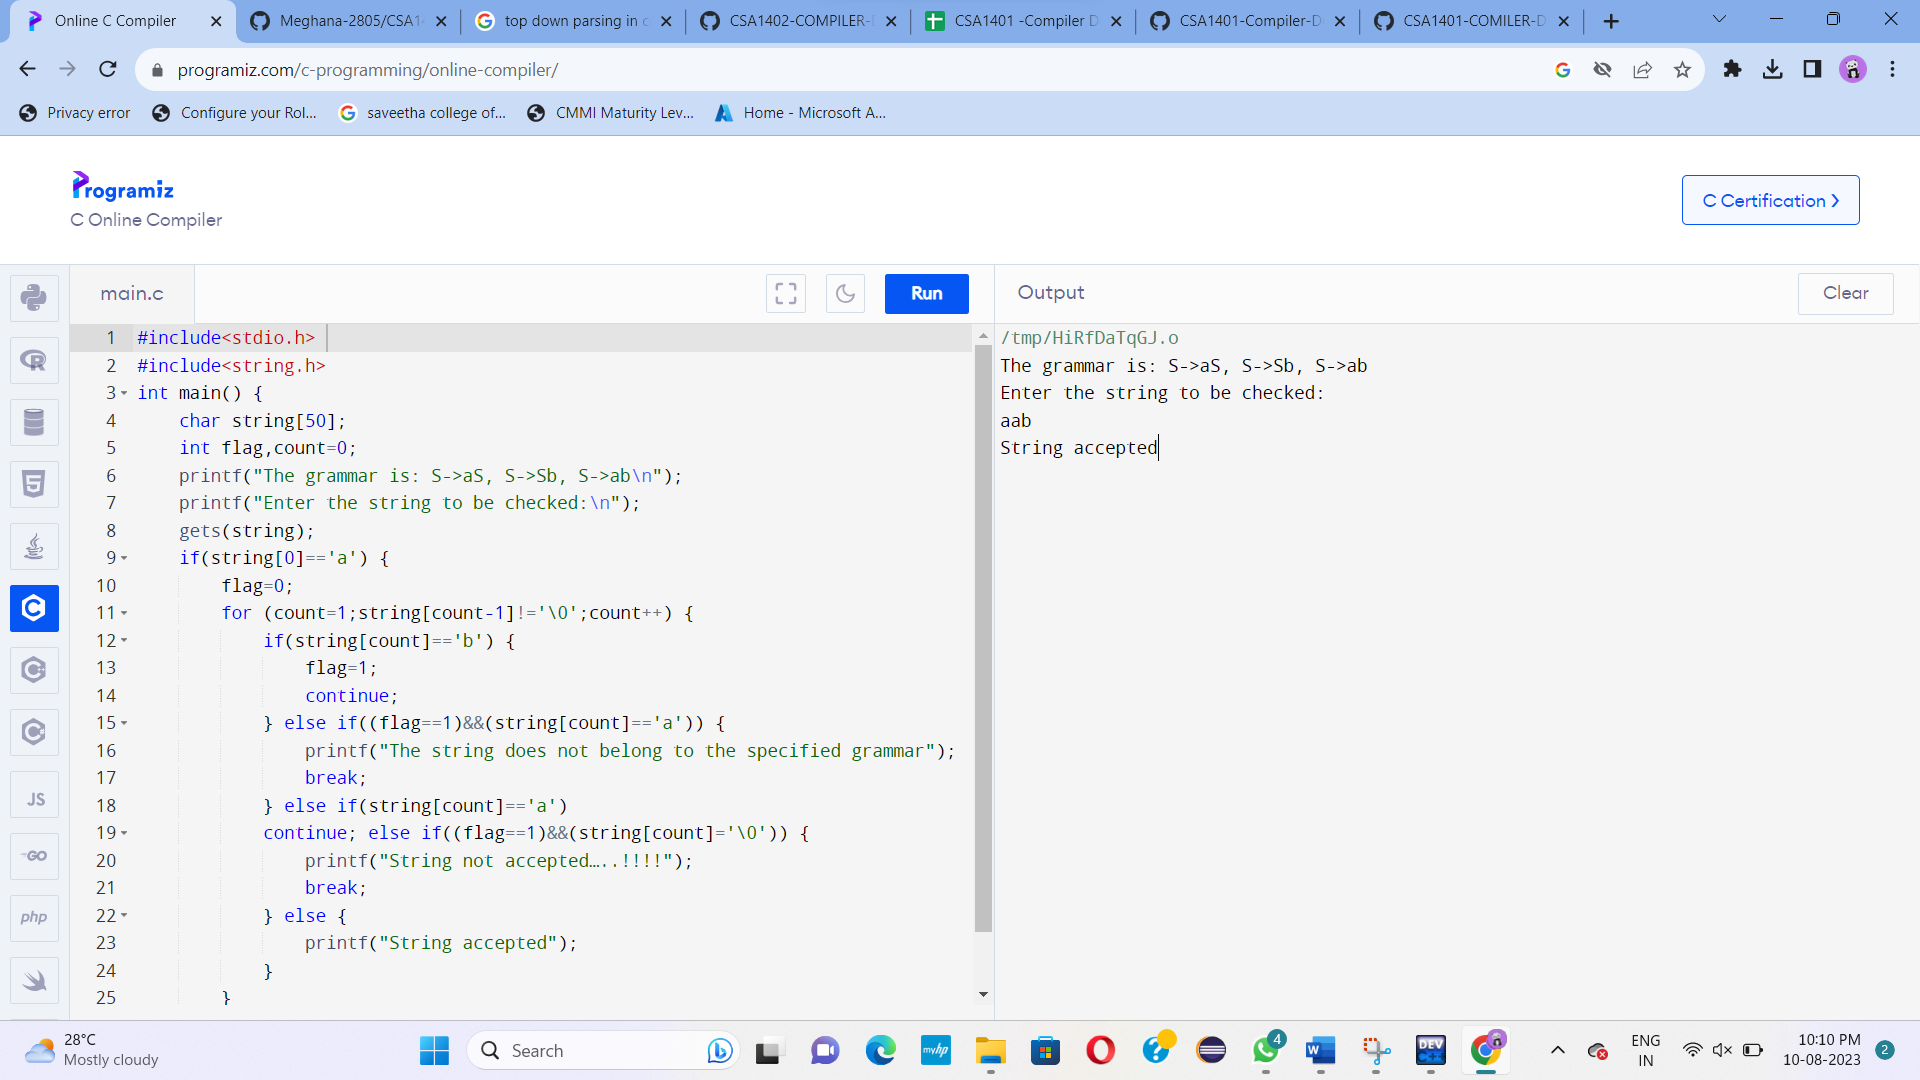 Online C Compiler
Meghana-2805/CSA14
top down parsing in c
CSA1402-COMPILER-D
CSA1401 -Compiler D
CSA1401-Compiler-De
CSA1401-COMILER-D
programiz.com/c-programming/online-compiler/
Privacy error
Configure your Rol...
saveetha college of...
CMMI Maturity Lev...
Home - Microsoft A...
Programiz
C Online Compiler
C Certification >
main.c
Run
Output
Clear
1 #include<stdio.h>
2 #include<string.h>
3 int main() {
4 char string[50];
5 int flag,count=0;
6 printf("The grammar is: S->aS, S->Sb, S->ab\n");
7 printf("Enter the string to be checked:\n");
8 gets(string);
9 if(string[0]=='a') {
10 flag=0;
11 for (count=1;string[count-1]!='\0';count++) {
12 if(string[count]=='b') {
13 flag=1;
14 continue;
15 } else if((flag==1)&&(string[count]=='a')) {
16 printf("The string does not belong to the specified grammar");
17 break;
18 } else if(string[count]=='a')
19 continue; else if((flag==1)&&(string[count]='\0')) {
20 printf("String not accepted…..!!!!");
21 break;
22 } else {
23 printf("String accepted");
24 }
25 }
/tmp/HiRfDaTqGJ.o
The grammar is: S->aS, S->Sb, S->ab
Enter the string to be checked:
aab
String accepted
JS
GO
php
28°C
Mostly cloudy
Search
myhp
4
W
DEV
C++
ENG
IN
10:10 PM
10-08-2023
2